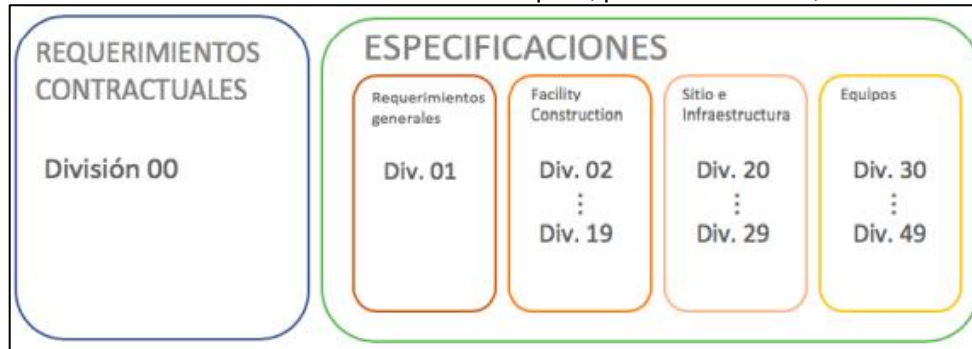 REQUERIMIENTOS
CONTRACTUALES
División 00
ESPECIFICACIONES
Requerimientos
generales
Div. 01
Facility
Construction
Div. 02
Div. 19
Sitio e
Infraestructura
Div. 20
Div. 29
Equipos
Div. 30
Div. 49